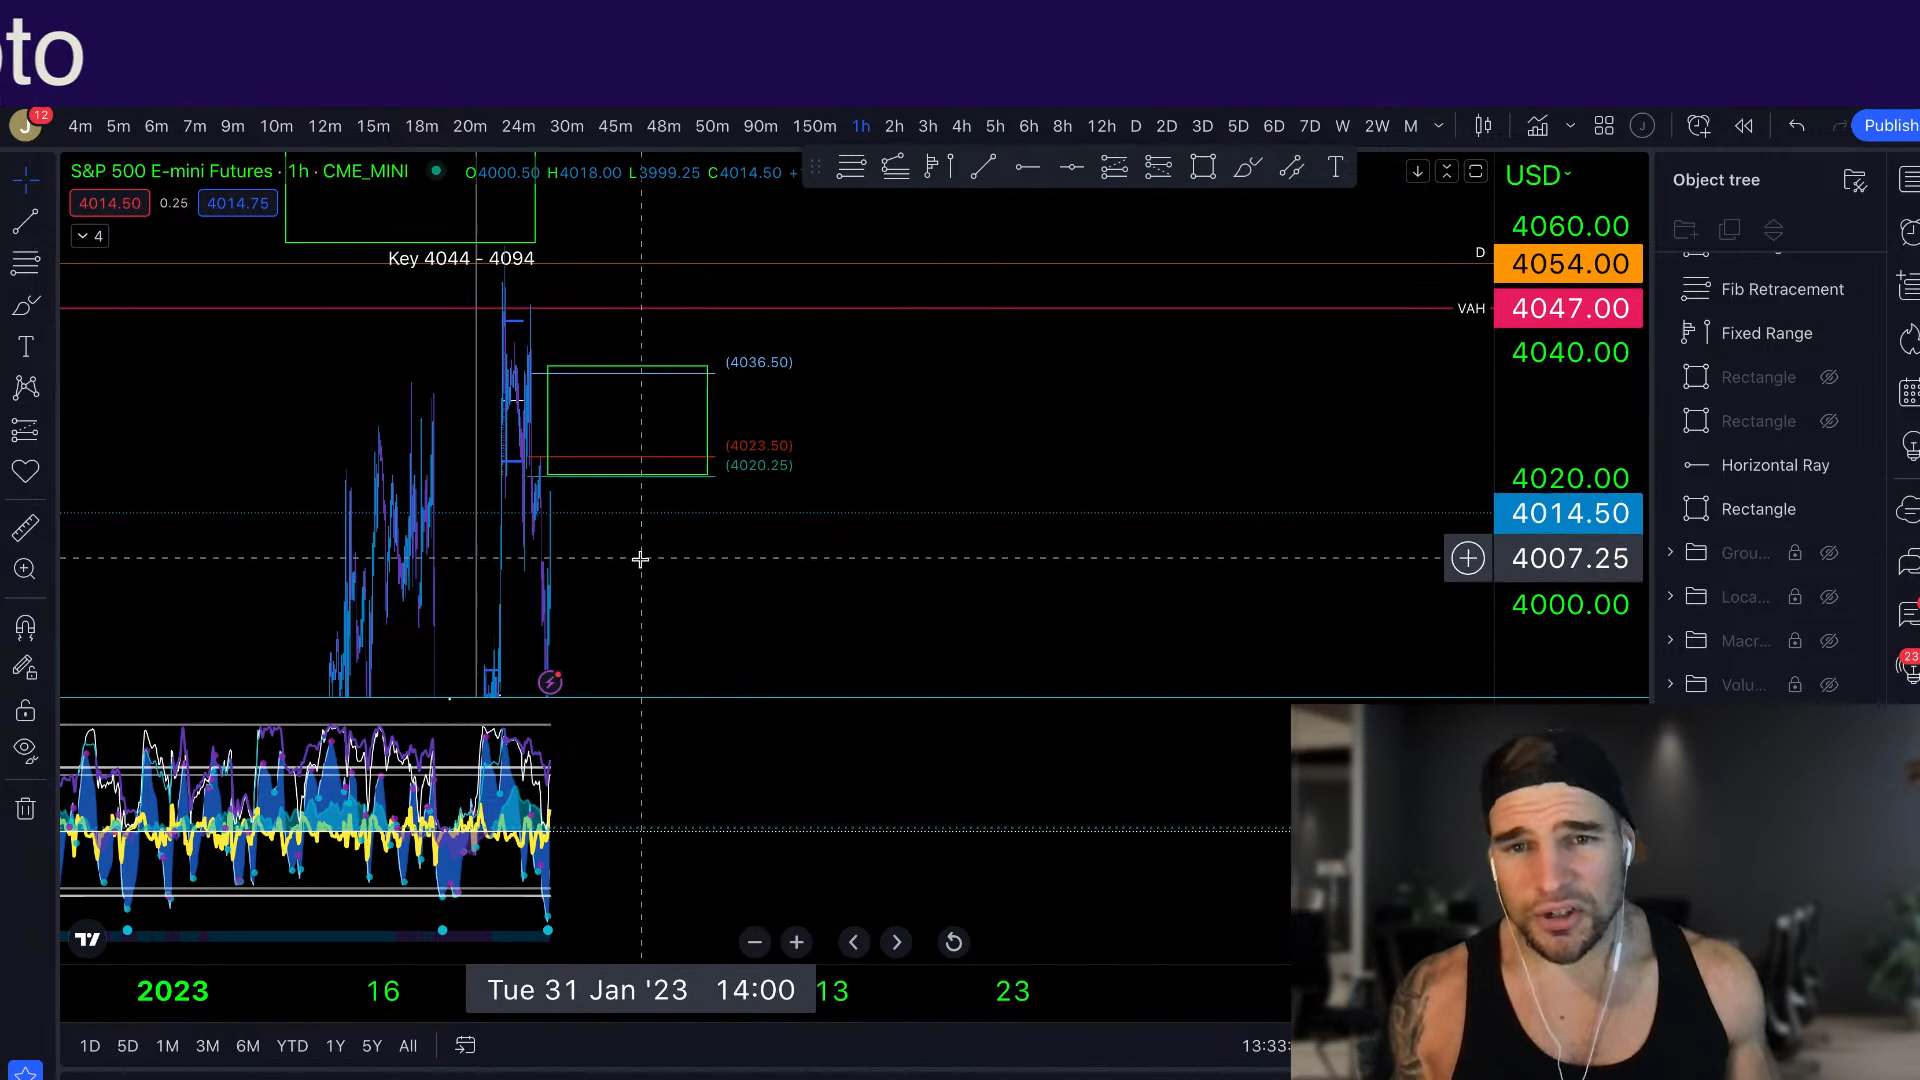 oto
J 12 4m 5m 6m 7m 9m 10m 12m 15m 18m 20m 24m 30m 45m 48m 50m 90m 150m 1h 2h 3h 4h 5h 6h 8h 12h D 2D 3D 5D 6D 7D W 2W M J Publish
S&P 500 E-mini Futures · 1h · CME_MINI O4000.50 H4018.00 L3999.25 C4014.50 +
T
USD
Object tree
4014.50 0.25 4014.75
4060.00
4
Key 4044 - 4094
D
4054.00
Fib Retracement
VAH
4047.00
Fixed Range
4040.00
T
(4036.50)
Rectangle
Rectangle
(4023.50)
(4020.25)
Horizontal Ray
4020.00
4014.50
Rectangle
4007.25
Grou...
4000.00
Loca...
Macr...
23
Volu...
2023 16 Tue 31 Jan '23 14:00 13 23
1D 5D 1M 3M 6M YTD 1Y 5Y All 13:33: